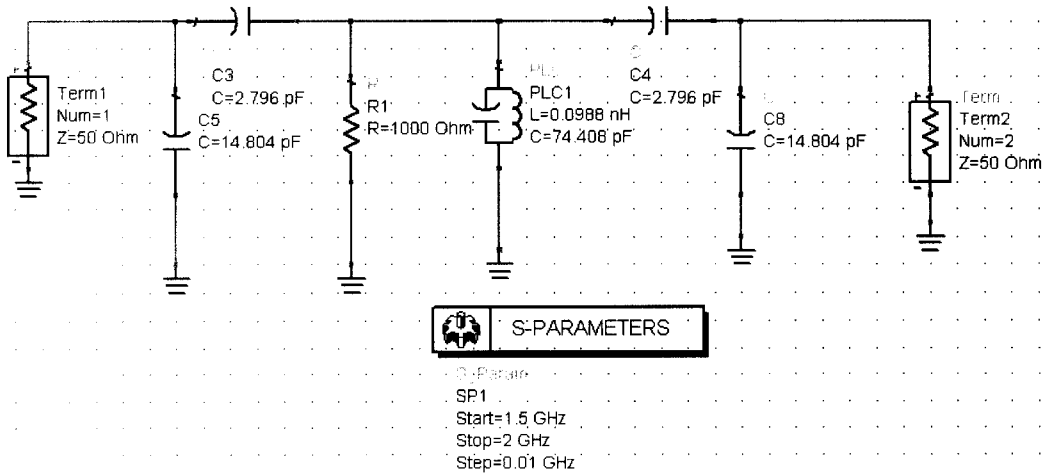 Term1
Num=1
Z=50 Ohm
C3
C=2.796 pF
C5
C=14.804 pF
R
R1
R=1000 Ohm
PLC1
L=0.0988 nH
C=74.408 pF
C
C4
C=2.796 pF
C8
C=14.804 pF
Term
Term2
Num=2
Z=50 Ohm
S-PARAMETERS
SP1
Start=1.5 GHz
Stop=2 GHz
Step=0.01 GHz